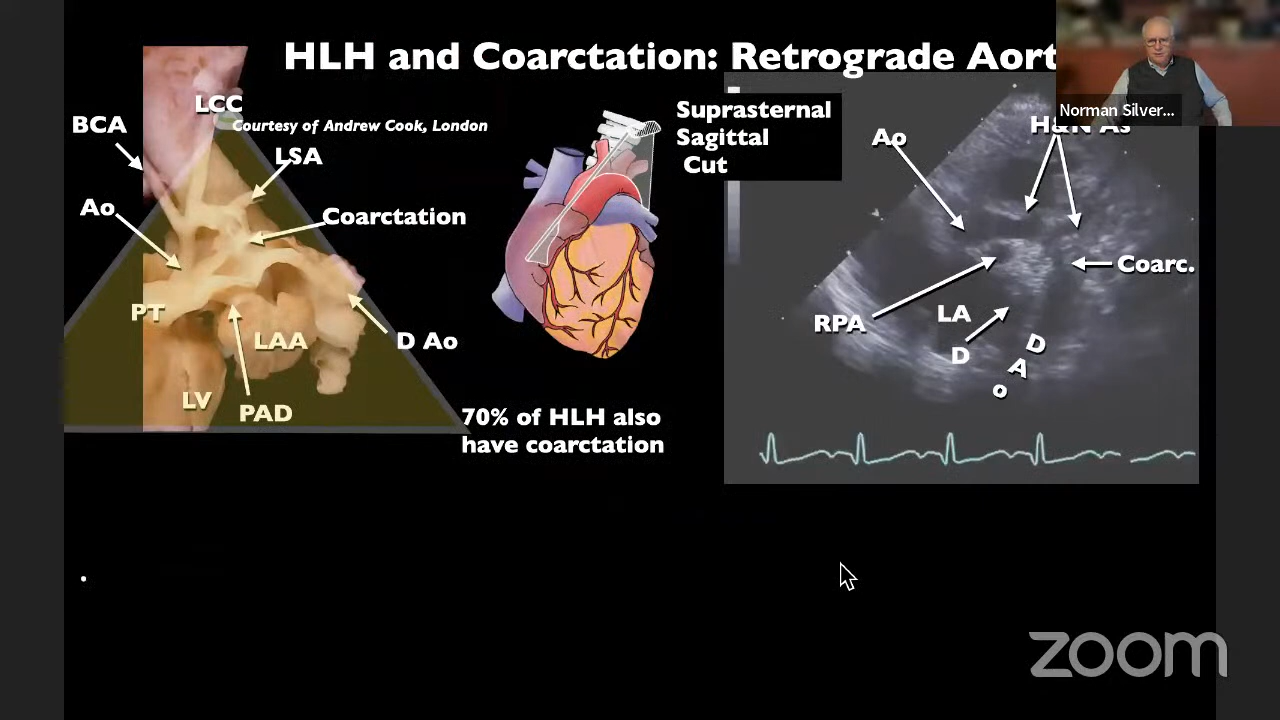 HLH and Coarctation: Retrograde Aort
Norman Silver...
LCC
BCA
Courtesy of Andrew Cook, London
LSA
Ao
Coarctation
PT
LAA
D Ao
LV
PAD
Suprasternal
Sagittal
Cut
70% of HLH also
have coarctation
Ao
H&N As
Coarc.
RPA
LA
D
D
A
o
zoom